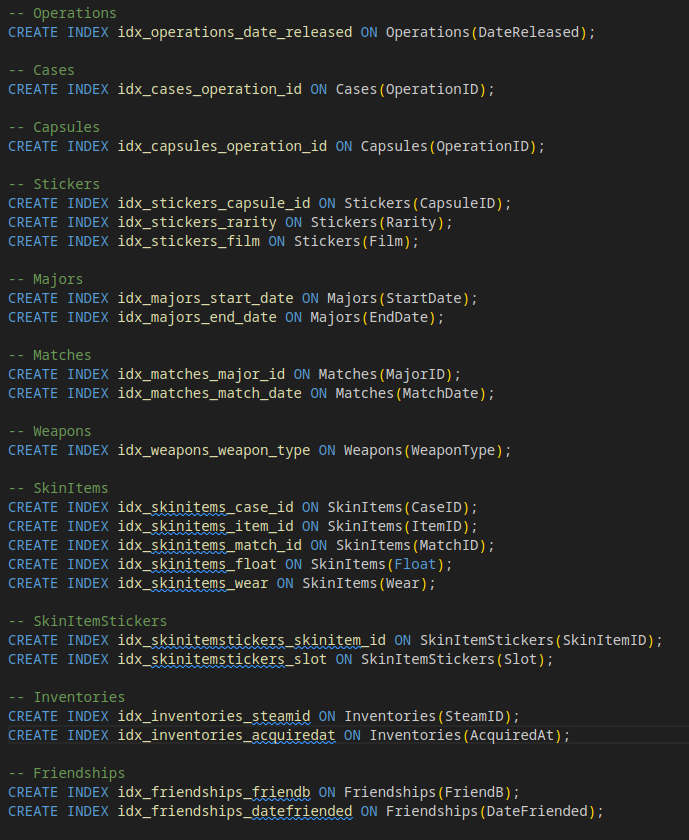 -- Operations
CREATE INDEX idx_operations_date_released ON Operations(DateReleased);
-- Cases
CREATE INDEX idx_cases_operation_id ON Cases(OperationID);
-- Capsules
CREATE INDEX idx_capsules_operation_id ON Capsules(OperationID);
-- Stickers
CREATE INDEX idx_stickers_capsule_id ON Stickers(CapsuleID);
CREATE INDEX idx_stickers_rarity ON Stickers(Rarity);
CREATE INDEX idx_stickers_film ON Stickers(Film);
-- Majors
CREATE INDEX idx_majors_start_date ON Majors(StartDate);
CREATE INDEX idx_majors_end_date ON Majors(EndDate);
-- Matches
CREATE INDEX idx_matches_major_id ON Matches(MajorID);
CREATE INDEX idx_matches_match_date ON Matches(MatchDate);
-- Weapons
CREATE INDEX idx_weapons_weapon_type ON Weapons(WeaponType);
-- SkinItems
CREATE INDEX idx_skinitems_case_id ON SkinItems(CaseID);
CREATE INDEX idx_skinitems_item_id ON SkinItems(ItemID);
CREATE INDEX idx_skinitems_match_id ON SkinItems(MatchID);
CREATE INDEX idx_skinitems_float ON SkinItems(Float);
CREATE INDEX idx_skinitems_wear ON SkinItems(Wear);
-- SkinItemStickers
CREATE INDEX idx_skinitemstickers_skinitem_id ON SkinItemStickers(SkinItemID);
CREATE INDEX idx_skinitemstickers_slot ON SkinItemStickers(Slot);
-- Inventories
CREATE INDEX idx_inventories_steamid ON Inventories(SteamID);
CREATE INDEX idx_inventories_acquiredat ON Inventories(AcquiredAt);
-- Friendships
CREATE INDEX idx_friendships_friendb ON Friendships(FriendB);
CREATE INDEX idx_friendships_datefriended ON Friendships(DateFriended);